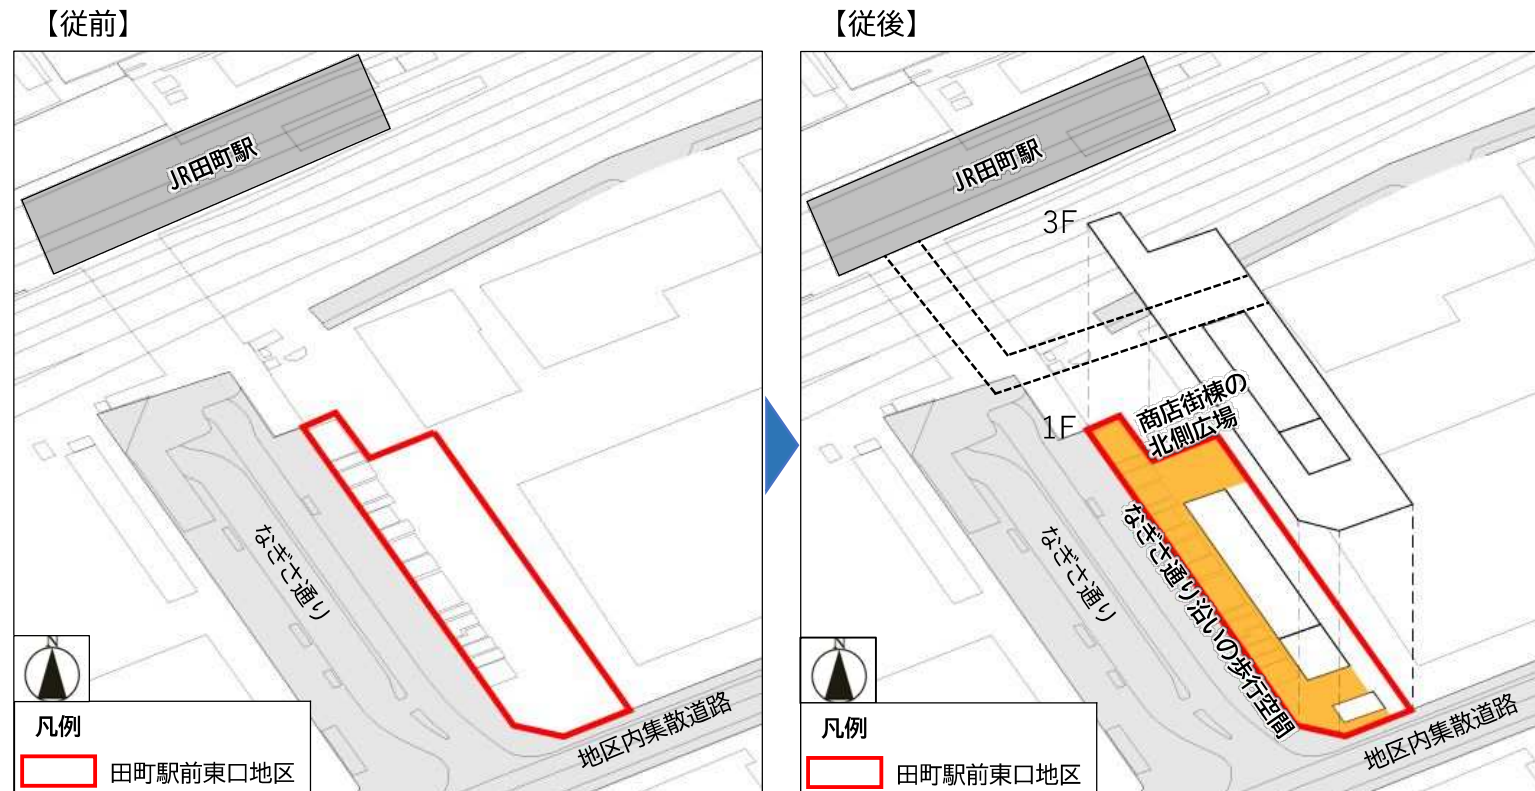 【従前】
JR田町駅
なぎさ通り
地区内集散道路
N
凡例
田町駅前東口地区
【従後】
JR田町駅
3F
1F
商店街棟の
北側広場
なぎさ通り
なぎさ通り沿いの歩行空間
地区内集散道路
N
凡例
田町駅前東口地区